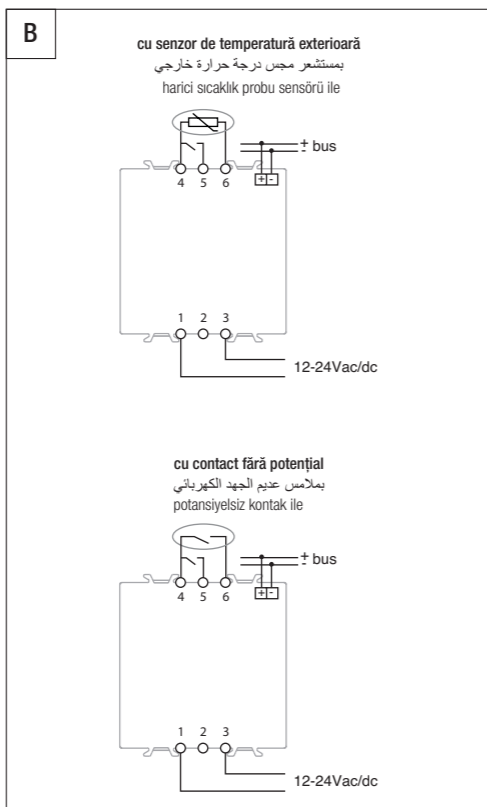 B
cu senzor de temperatură exterioară
بمستشعر مجس درجة حرارة خارجي
harici sıcaklık probu sensörü ile
± bus
4 5 6 + -
1 2 3
12-24Vac/dc
cu contact fără potențial
بملامس عديم الجهد الكهربائي
potansiyelsiz kontak ile
± bus
4 5 6 + -
1 2 3
12-24Vac/dc